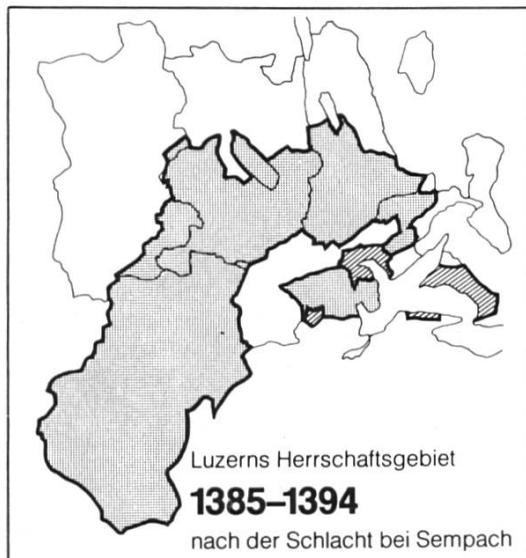 Luzerns Herrschaftsgebiet
1385–1394
nach der Schlacht bei Sempach